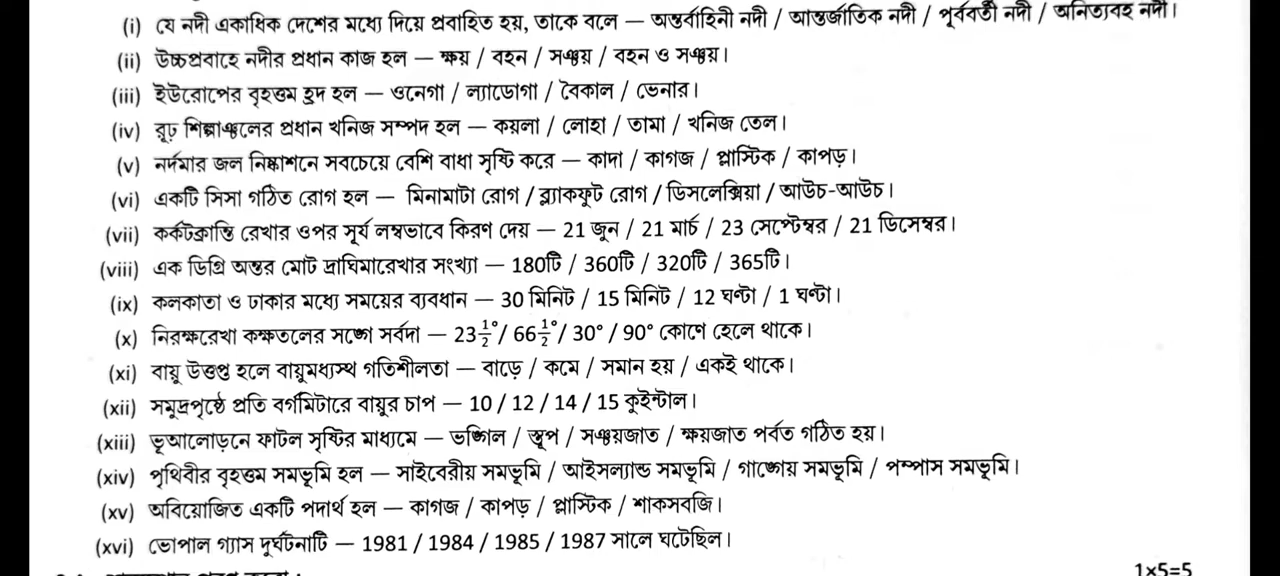 (i) যে নদী একাধিক দেশের মধ্যে দিয়ে প্রবাহিত হয়, তাকে বলে — অন্তর্বাহিনী নদী / আন্তর্জাতিক নদী / পূর্ববর্তী নদী / অনিত্যবহ নদী।
(ii) উচ্চপ্রবাহে নদীর প্রধান কাজ হল — ক্ষয় / বহন / সঞ্চয় / বহন ও সঞ্চয়।
(iii) ইউরোপের বৃহত্তম হ্রদ হল — ওনেগা / ল্যাডোগা / বৈকাল / ভেনার।
(iv) রূঢ় শিল্পাঞ্চলের প্রধান খনিজ সম্পদ হল — কয়লা / লোহা / তামা / খনিজ তেল।
(v) নর্দমার জল নিষ্কাশনে সবচেয়ে বেশি বাধা সৃষ্টি করে — কাদা / কাগজ / প্লাস্টিক / কাপড়।
(vi) একটি সিসা গঠিত রোগ হল — মিনামাটা রোগ / ব্ল্যাকফুট রোগ / ডিসলেক্সিয়া / আউচ-আউচ।
(vii) কর্কটক্রান্তি রেখার ওপর সূর্য লম্বভাবে কিরণ দেয় — 21 জুন / 21 মার্চ / 23 সেপ্টেম্বর / 21 ডিসেম্বর।
(viii) এক ডিগ্রি অন্তর মোট দ্রাঘিমারেখার সংখ্যা — 180টি / 360টি / 320টি / 365টি।
(ix) কলকাতা ও ঢাকার মধ্যে সময়ের ব্যবধান — 30 মিনিট / 15 মিনিট / 12 ঘণ্টা / 1 ঘণ্টা।
(x) নিরক্ষরেখা কক্ষতলের সঙ্গে সর্বদা — 23½° / 66½° / 30° / 90° কোণে হেলে থাকে।
(xi) বায়ু উত্তপ্ত হলে বায়ুমধ্যস্থ গতিশীলতা — বাড়ে / কমে / সমান হয় / একই থাকে।
(xii) সমুদ্রপৃষ্ঠে প্রতি বর্গমিটারে বায়ুর চাপ — 10 / 12 / 14 / 15 কুইন্টাল।
(xiii) ভূআলোড়নে ফাটল সৃষ্টির মাধ্যমে — ভঙ্গিল / স্তূপ / সঞ্চয়জাত / ক্ষয়জাত পর্বত গঠিত হয়।
(xiv) পৃথিবীর বৃহত্তম সমভূমি হল — সাইবেরীয় সমভূমি / আইসল্যান্ড সমভূমি / গাঙ্গেয় সমভূমি / পম্পাস সমভূমি।
(xv) অবিয়োজিত একটি পদার্থ হল — কাগজ / কাপড় / প্লাস্টিক / শাকসবজি।
(xvi) ভোপাল গ্যাস দুর্ঘটনাটি — 1981 / 1984 / 1985 / 1987 সালে ঘটেছিল।
1×5=5